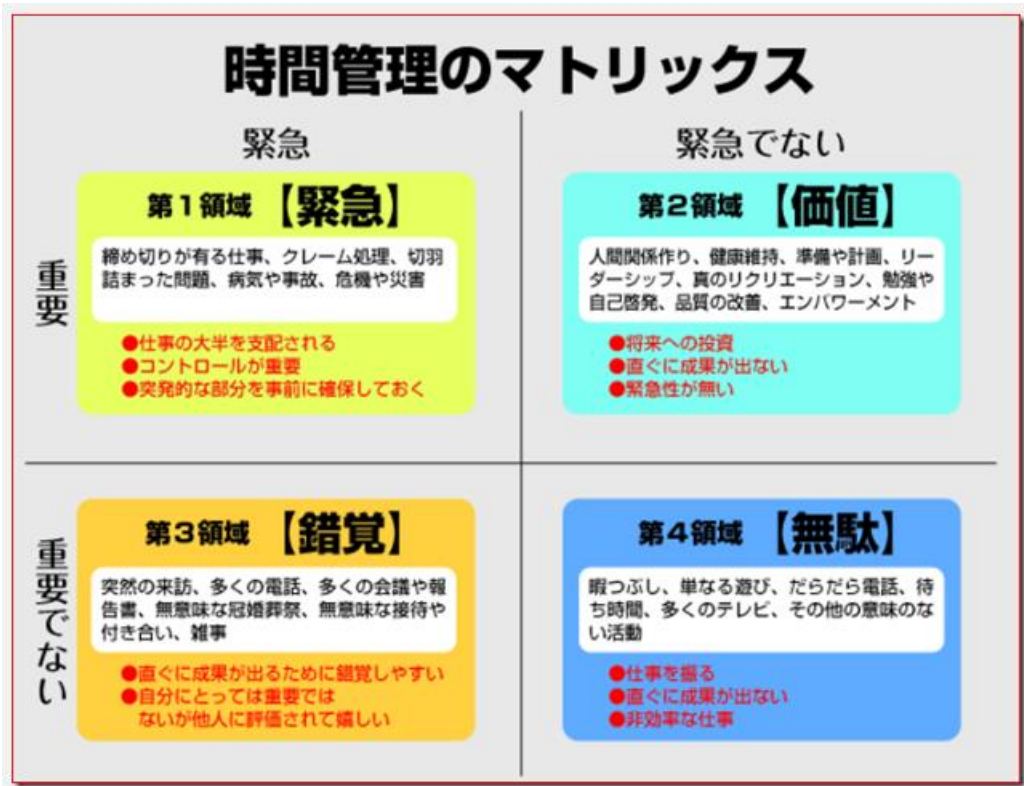 時間管理のマトリックス
緊急
緊急でない
重要
第1領域 【緊急】
締め切りが有る仕事、クレーム処理、切羽
詰まった問題、病気や事故、危機や災害
●仕事の大半を支配される
●コントロールが重要
●突発的な部分を事前に確保しておく
第2領域 【価値】
人間関係作り、健康維持、準備や計画、リー
ダーシップ、真のリクリエーション、勉強や
自己啓発、品質の改善、エンパワーメント
●将来への投資
●直ぐに成果が出ない
●緊急性が無い
重要でない
第3領域 【錯覚】
突然の来訪、多くの電話、多くの会議や報
告書、無意味な冠婚葬祭、無意味な接待や
付き合い、雑事
●直ぐに成果が出るために錯覚しやすい
●自分にとっては重要では
ないが他人に評価されて嬉しい
第4領域 【無駄】
暇つぶし、単なる遊び、だらだら電話、待
ち時間、多くのテレビ、その他の意味のな
い活動
●仕事を掘る
●直ぐに成果が出ない
●非効率な仕事